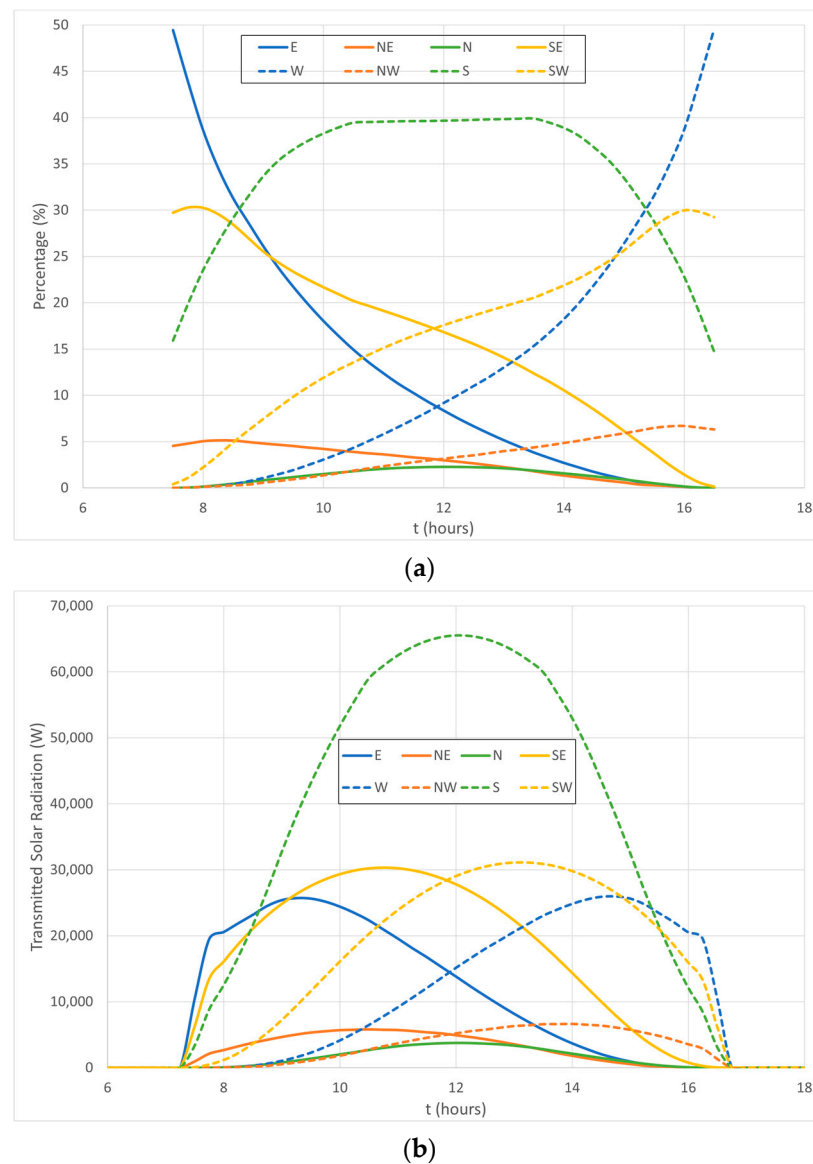 50
45
40
35
30
25
20
15
10
5
0
Percentage (%)
E NE N SE
W NW S SW
6 8 10 12 14 16 18
t (hours)
(a)
70,000
60,000
50,000
40,000
30,000
20,000
10,000
0
Transmitted Solar Radiation (W)
E NE N SE
W NW S SW
6 8 10 12 14 16 18
t (hours)
(b)